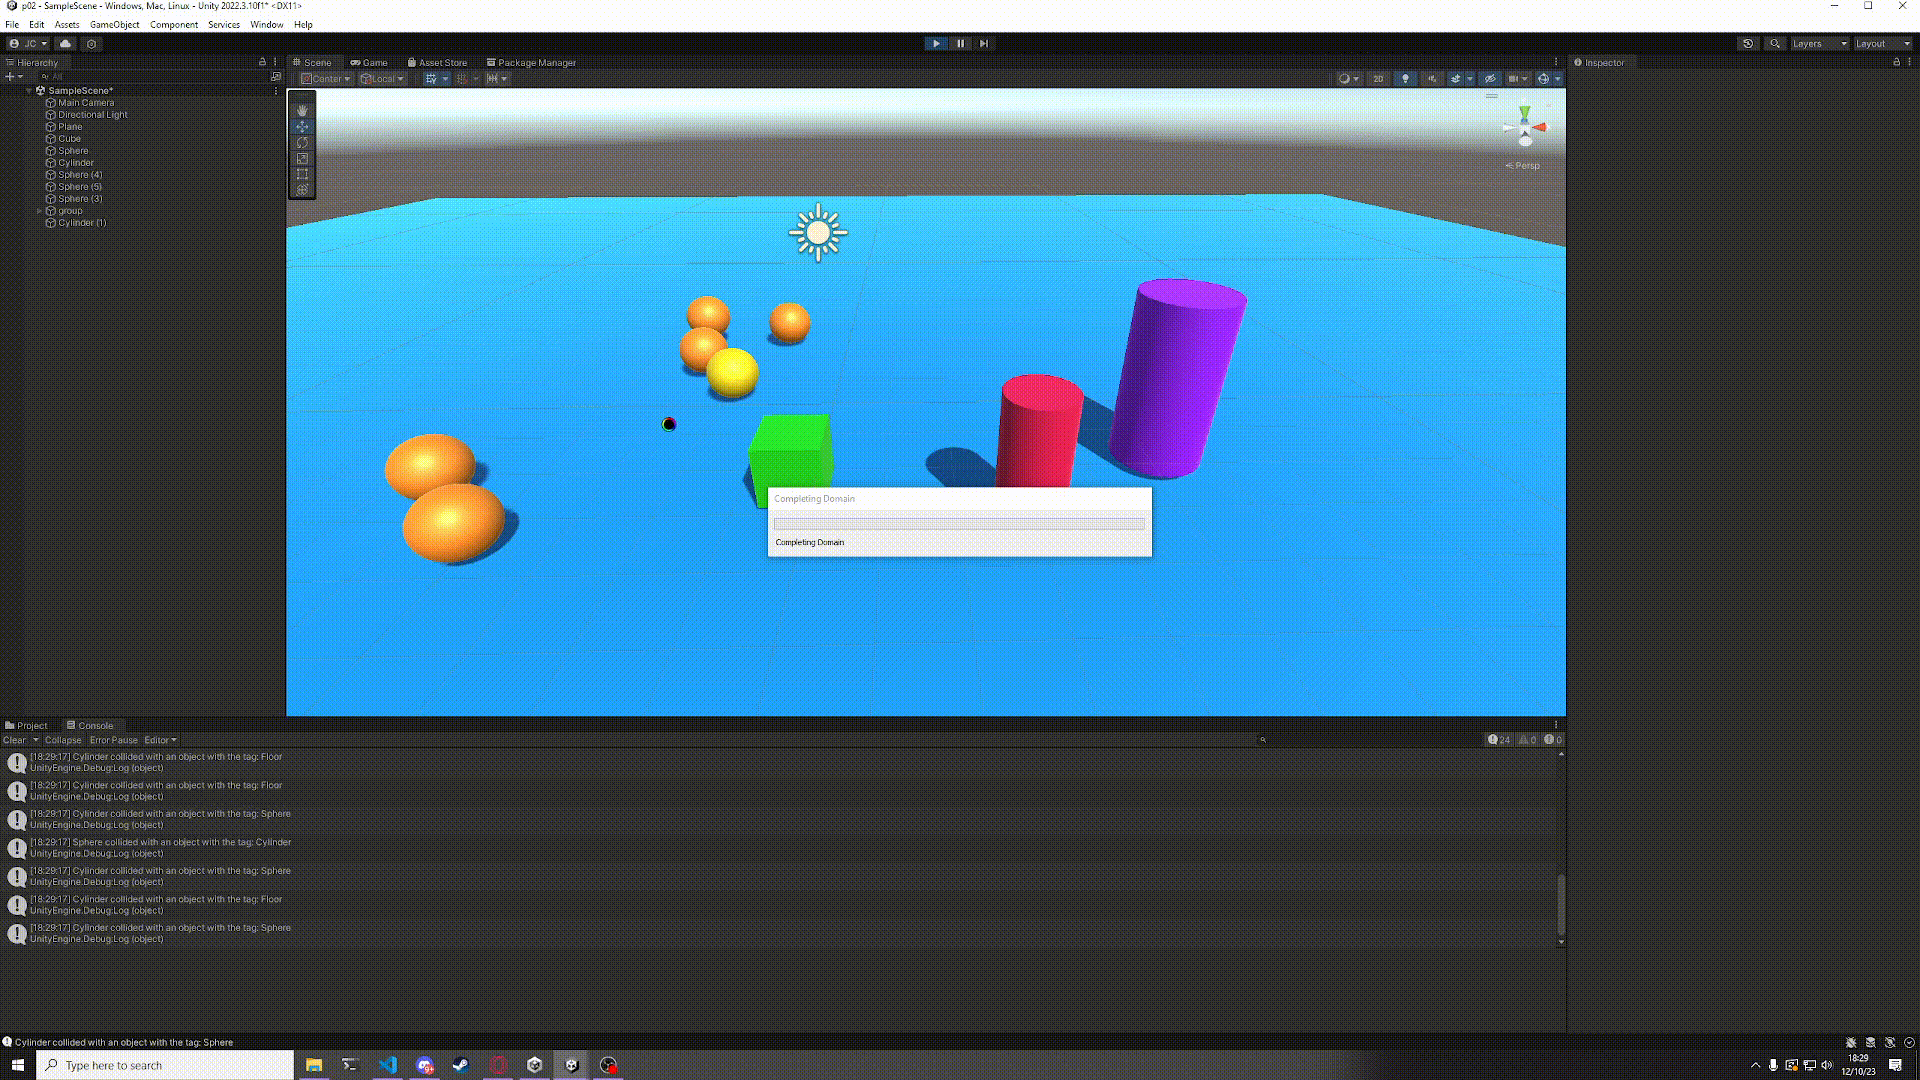 p02 - SampleScene - Windows, Mac, Linux - Unity 2022.3.10f1* <DX11>
File Edit Assets GameObject Component Services Window Help
JC
Layers
Layout
Hierarchy
Scene
Game
Asset Store
Package Manager
Inspector
All
Center
Local
2D
SampleScene*
Main Camera
Directional Light
Plane
Cube
Sphere
Cylinder
Sphere (4)
Sphere (5)
Sphere (3)
group
Cylinder (1)
Persp
Completing Domain
Completing Domain
Project
Console
Clear
Collapse
Error Pause
Editor
24
0
0
[18:29:17] Cylinder collided with an object with the tag: Floor
UnityEngine.Debug:Log (object)
[18:29:17] Cylinder collided with an object with the tag: Floor
UnityEngine.Debug:Log (object)
[18:29:17] Cylinder collided with an object with the tag: Sphere
UnityEngine.Debug:Log (object)
[18:29:17] Sphere collided with an object with the tag: Cylinder
UnityEngine.Debug:Log (object)
[18:29:17] Cylinder collided with an object with the tag: Sphere
UnityEngine.Debug:Log (object)
[18:29:17] Cylinder collided with an object with the tag: Floor
UnityEngine.Debug:Log (object)
[18:29:17] Cylinder collided with an object with the tag: Sphere
UnityEngine.Debug:Log (object)
Cylinder collided with an object with the tag: Sphere
Type here to search
18:29
12/10/23